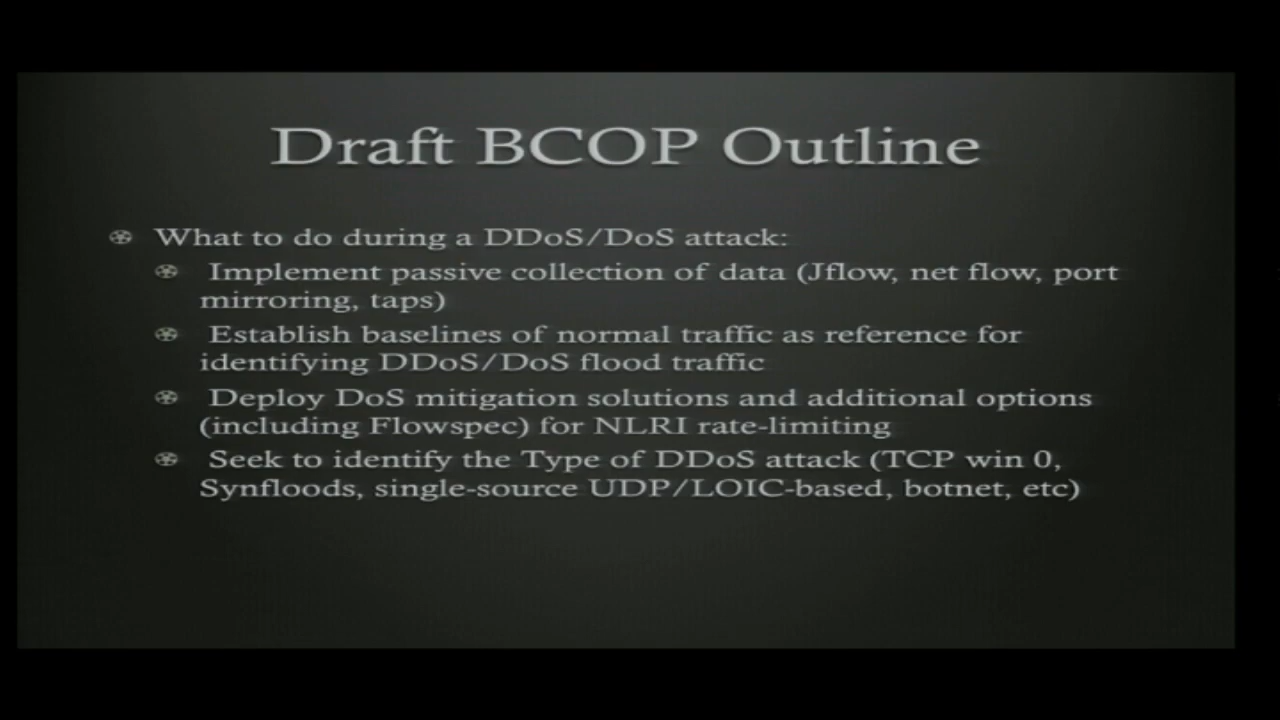 Draft BCOP Outline
What to do during a DDoS/DoS attack:
Implement passive collection of data (Jflow, net flow, port
mirroring, taps)
Establish baselines of normal traffic as reference for
identifying DDoS/DoS flood traffic
Deploy DoS mitigation solutions and additional options
(including Flowspec) for NLRI rate-limiting
Seek to identify the Type of DDoS attack (TCP win 0,
Synfloods, single-source UDP/LOIC-based, botnet, etc)